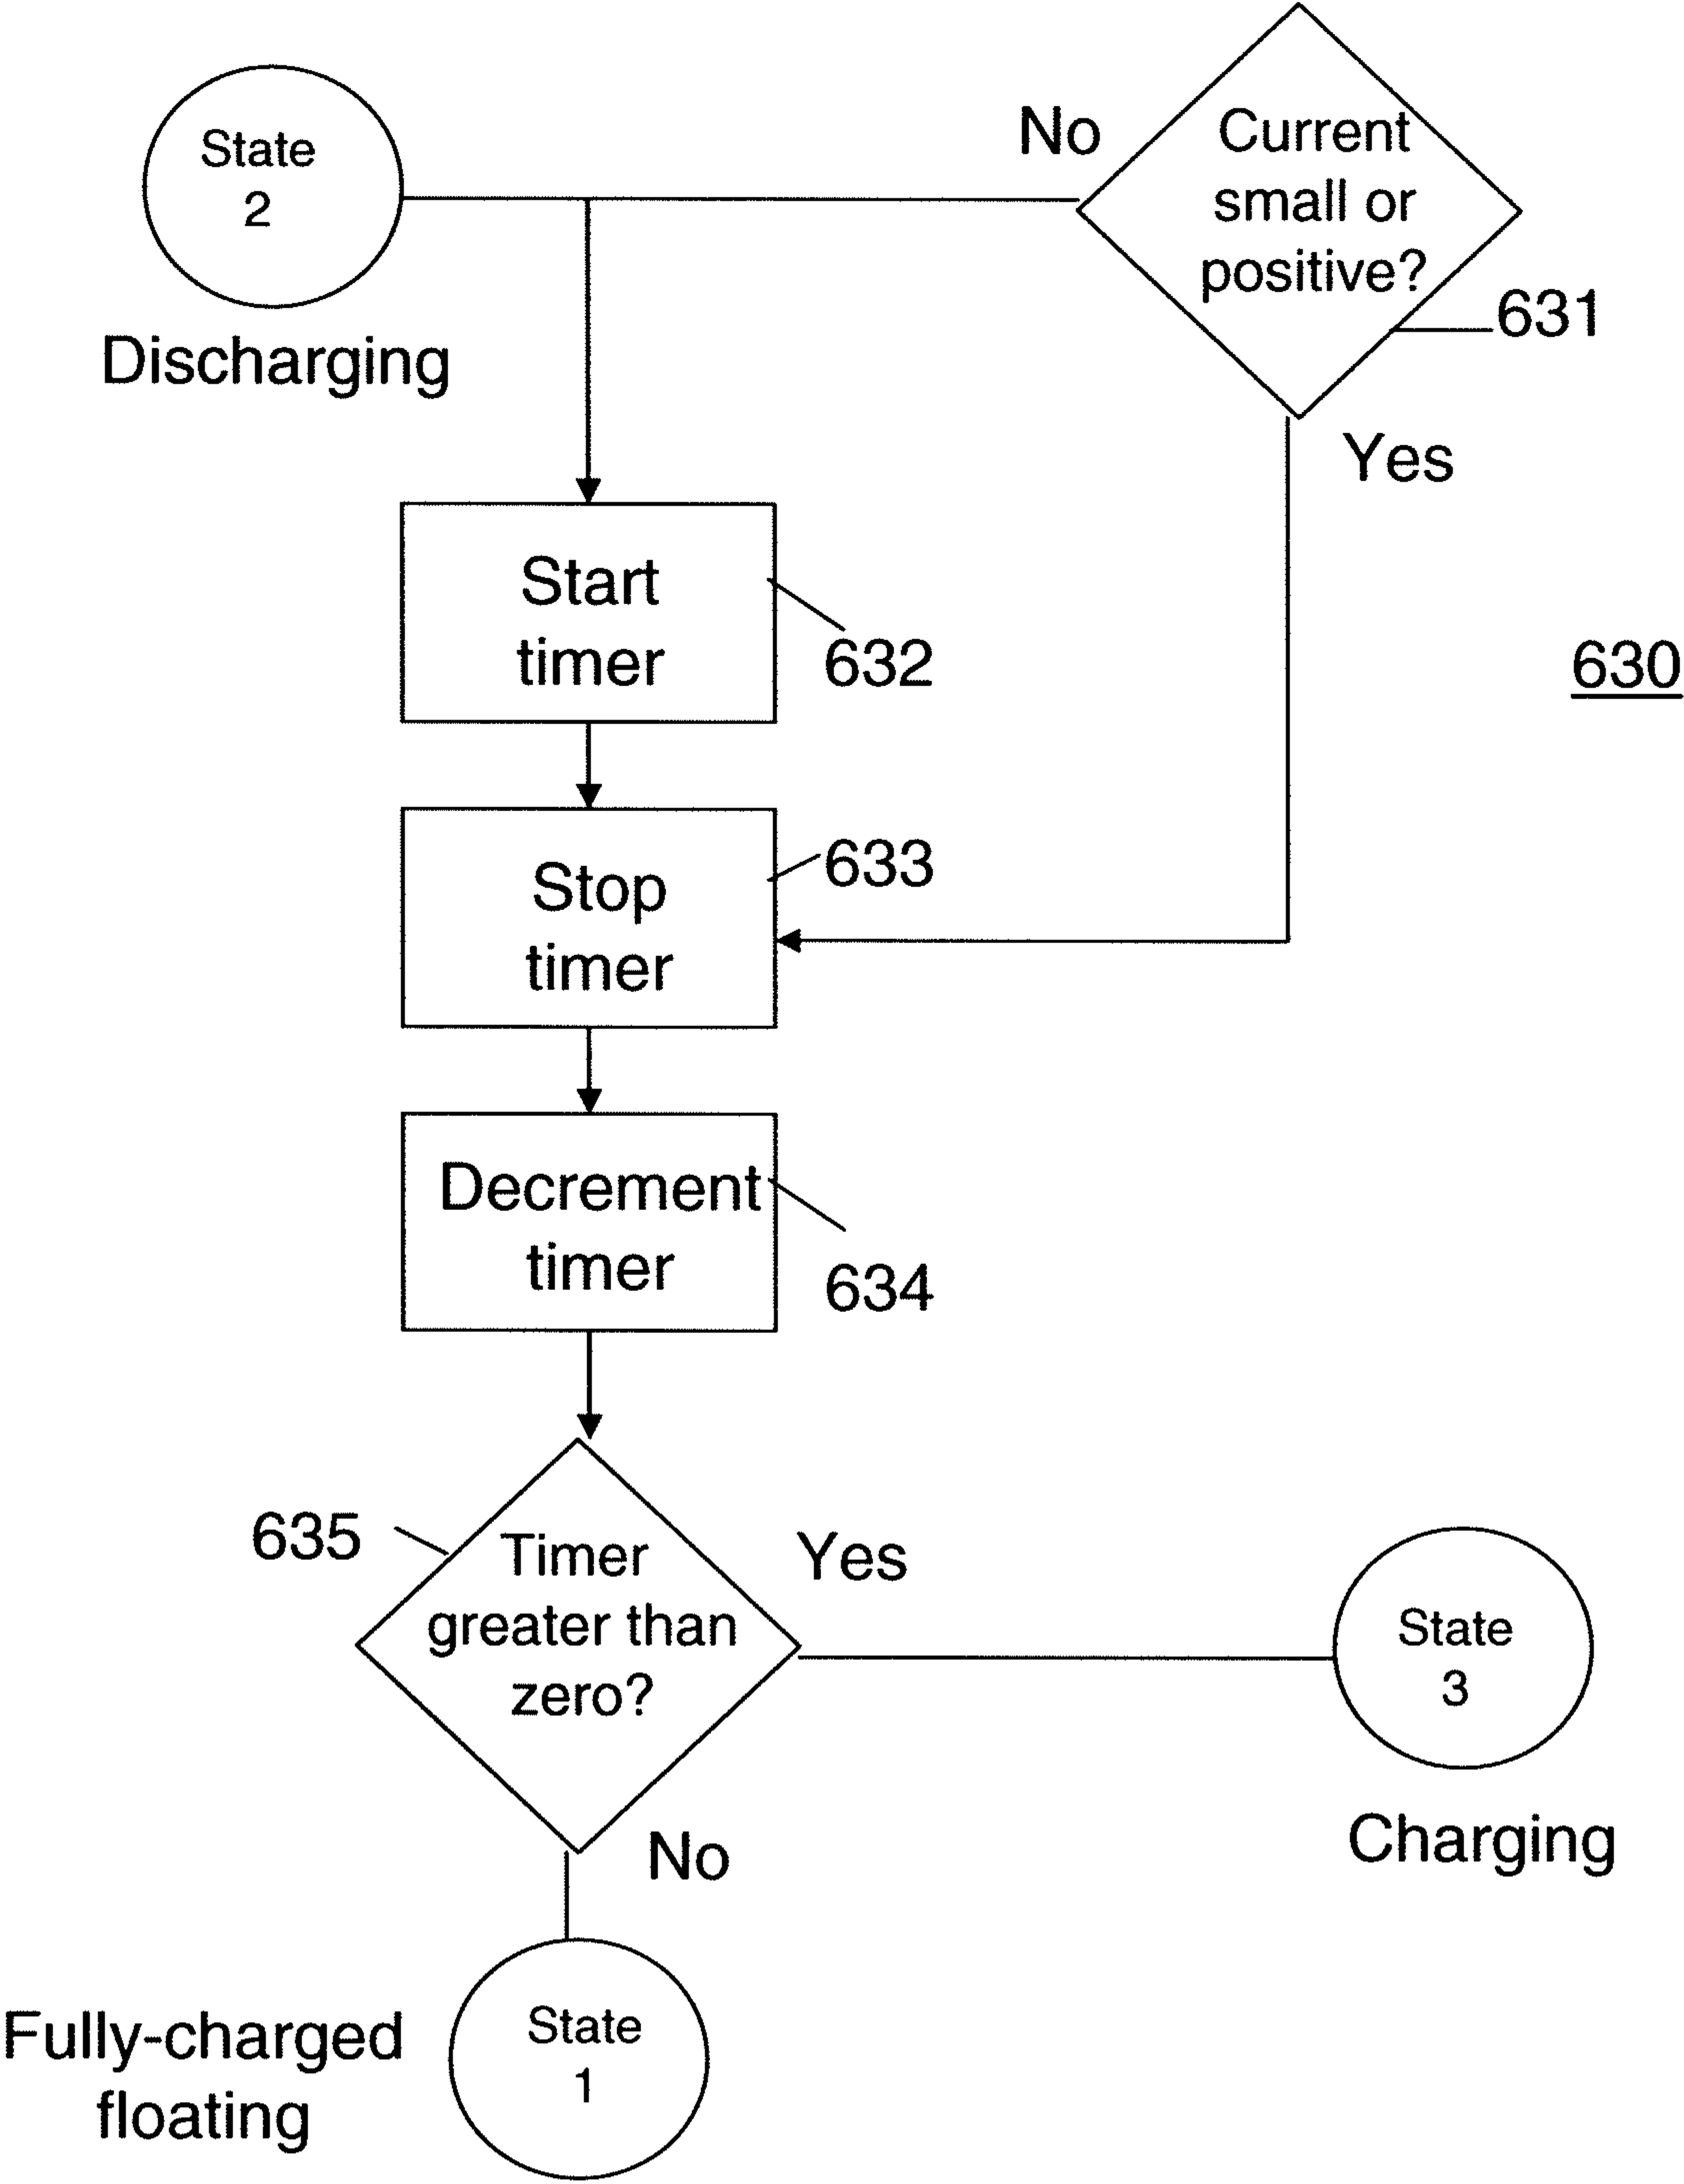 No
Current
small or
positive?
631
State
2
Discharging
Yes
Start
timer
632
630
Stop
timer
633
Decrement
timer
634
635
Timer
greater than
zero?
Yes
State
3
Charging
No
Fully-charged
floating
State
1